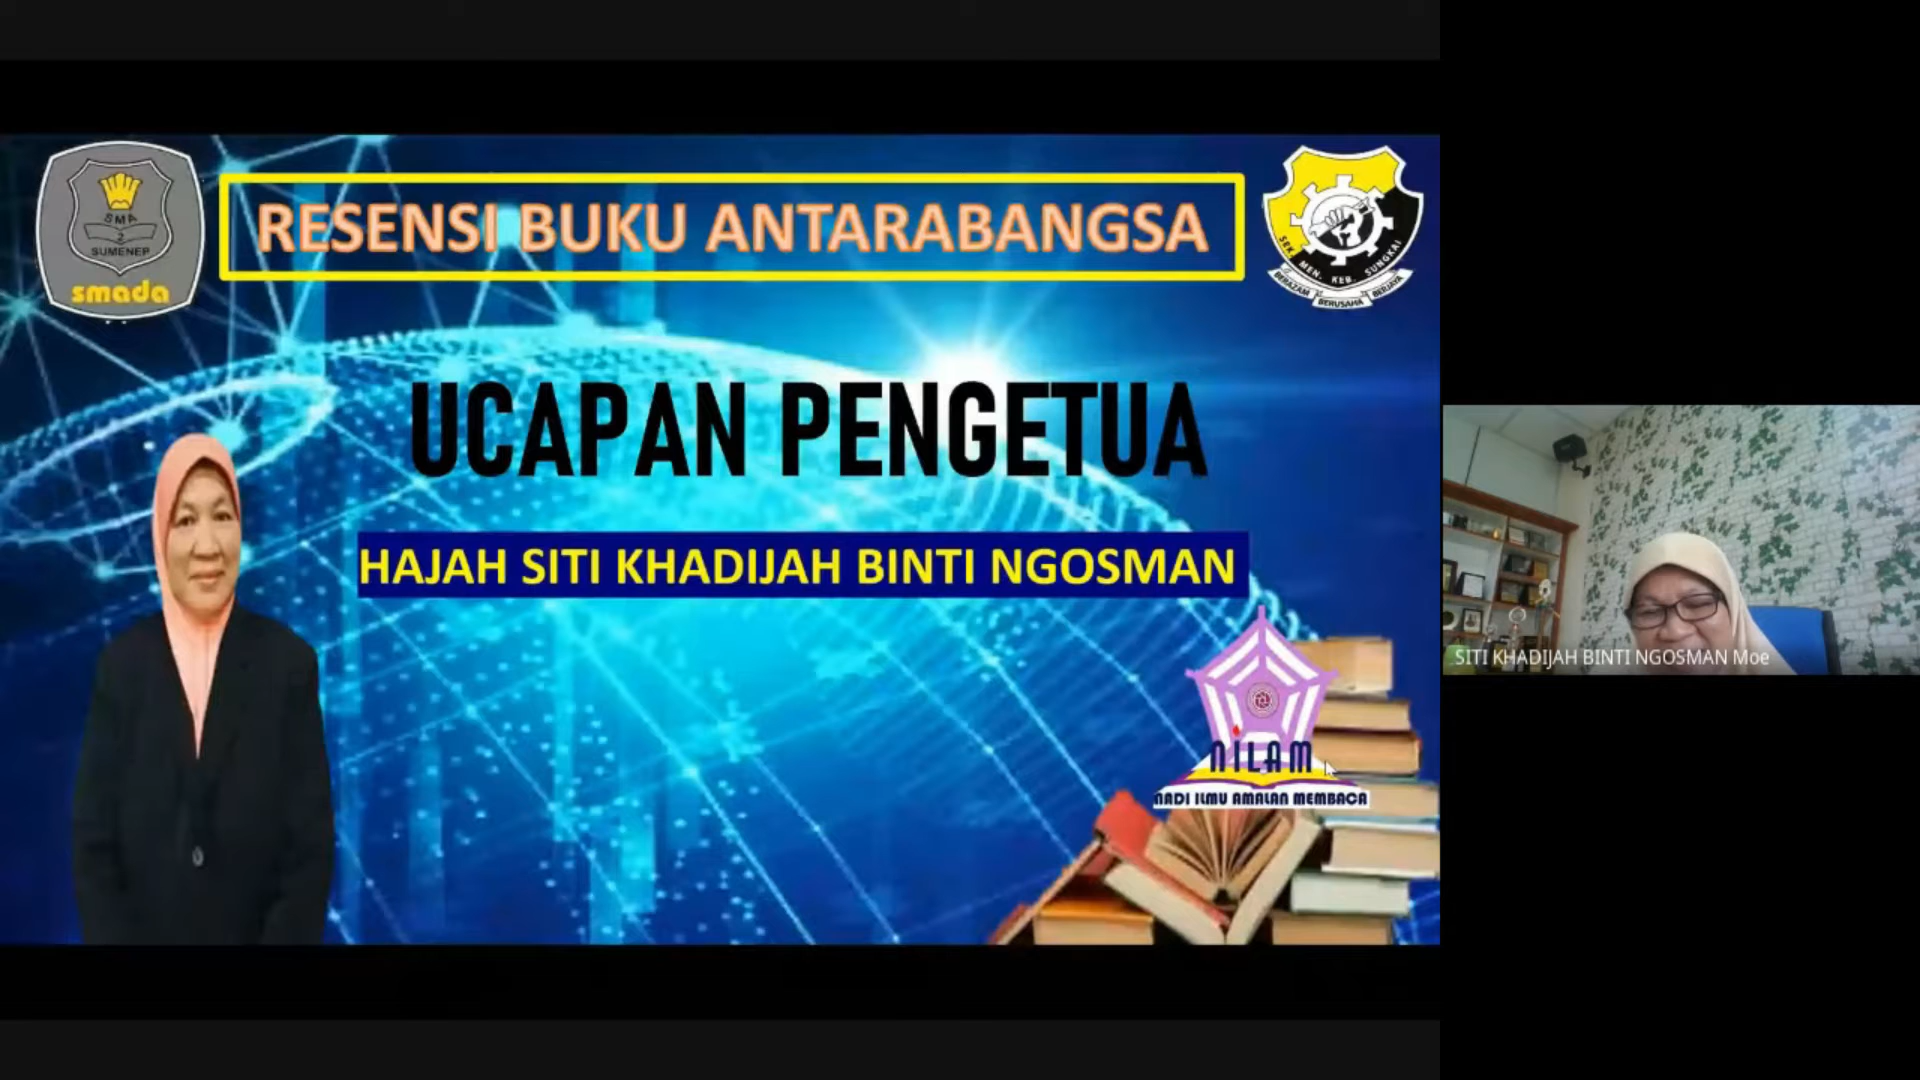 SMA
2
SUMENEP
smada
RESENSI BUKU ANTARABANGSA
SEK. MEN. KEB. SUNGKAI
BERAZAM BERUSAHA BERJAYA
UCAPAN PENGETUA
HAJAH SITI KHADIJAH BINTI NGOSMAN
NILAM
NADI ILMU AMALAN MEMBACA
SITI KHADIJAH BINTI NGOSMAN Moe